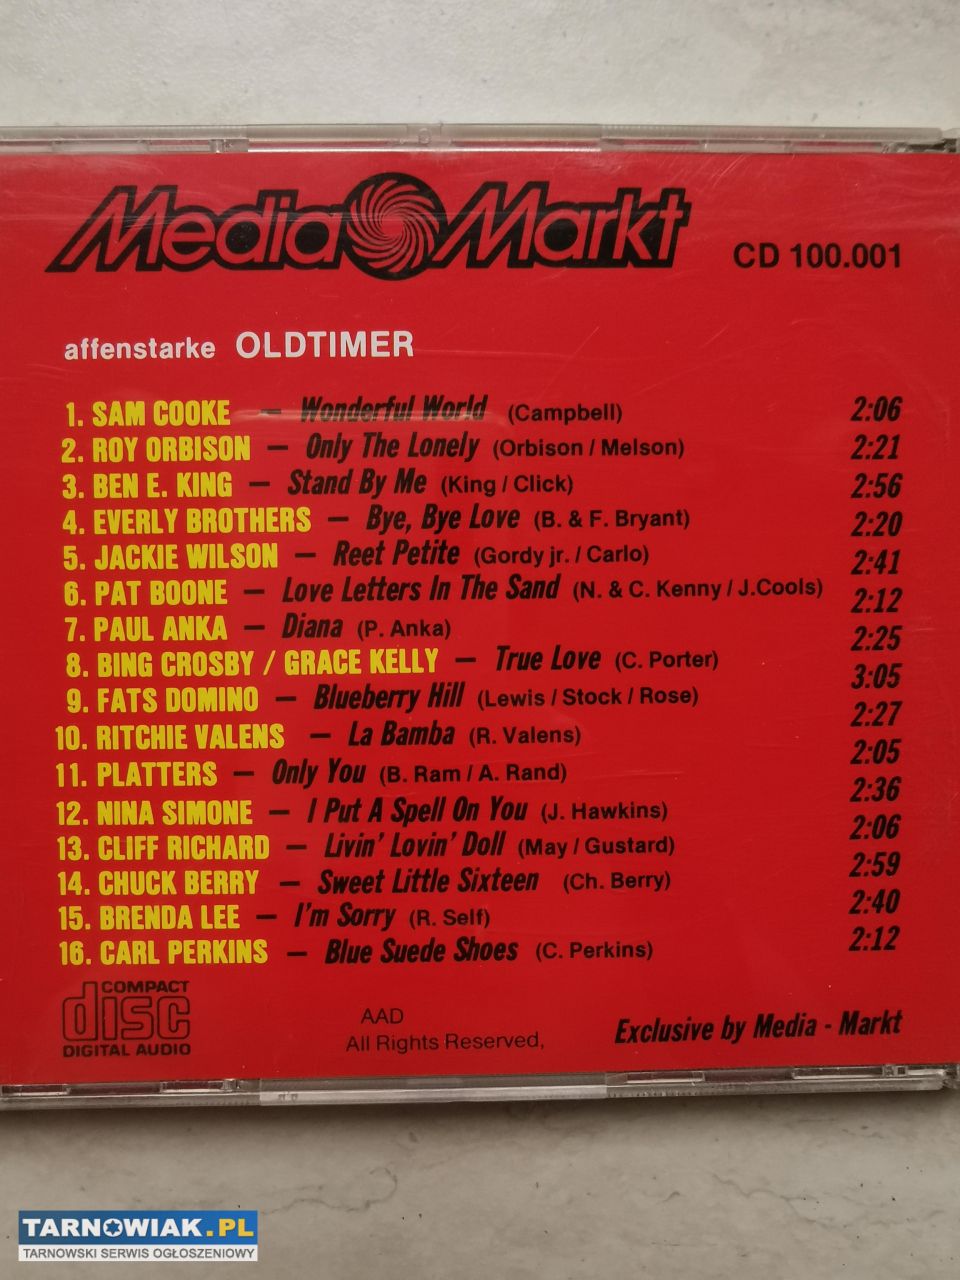 Media Markt
CD 100.001
affenstarke OLDTIMER
1. SAM COOKE — Wonderful World (Campbell) 2:06
2. ROY ORBISON — Only The Lonely (Orbison / Melson) 2:21
3. BEN E. KING — Stand By Me (King / Click) 2:56
4. EVERLY BROTHERS — Bye, Bye Love (B. & F. Bryant) 2:20
5. JACKIE WILSON — Reet Petite (Gordy jr. / Carlo) 2:41
6. PAT BOONE — Love Letters In The Sand (N. & C. Kenny / J.Cools) 2:12
7. PAUL ANKA — Diana (P. Anka) 2:25
8. BING CROSBY / GRACE KELLY — True Love (C. Porter) 3:05
9. FATS DOMINO — Blueberry Hill (Lewis / Stock / Rose) 2:27
10. RITCHIE VALENS — La Bamba (R. Valens) 2:05
11. PLATTERS — Only You (B. Ram / A. Rand) 2:36
12. NINA SIMONE — I Put A Spell On You (J. Hawkins) 2:06
13. CLIFF RICHARD — Livin' Lovin' Doll (May / Gustard) 2:59
14. CHUCK BERRY — Sweet Little Sixteen (Ch. Berry) 2:40
15. BRENDA LEE — I'm Sorry (R. Self) 2:12
16. CARL PERKINS — Blue Suede Shoes (C. Perkins)
COMPACT
disc
DIGITAL AUDIO
AAD
All Rights Reserved,
Exclusive by Media - Markt
TARNOWIAK.PL
TARNOWSKI SERWIS OGŁOSZENIOWY